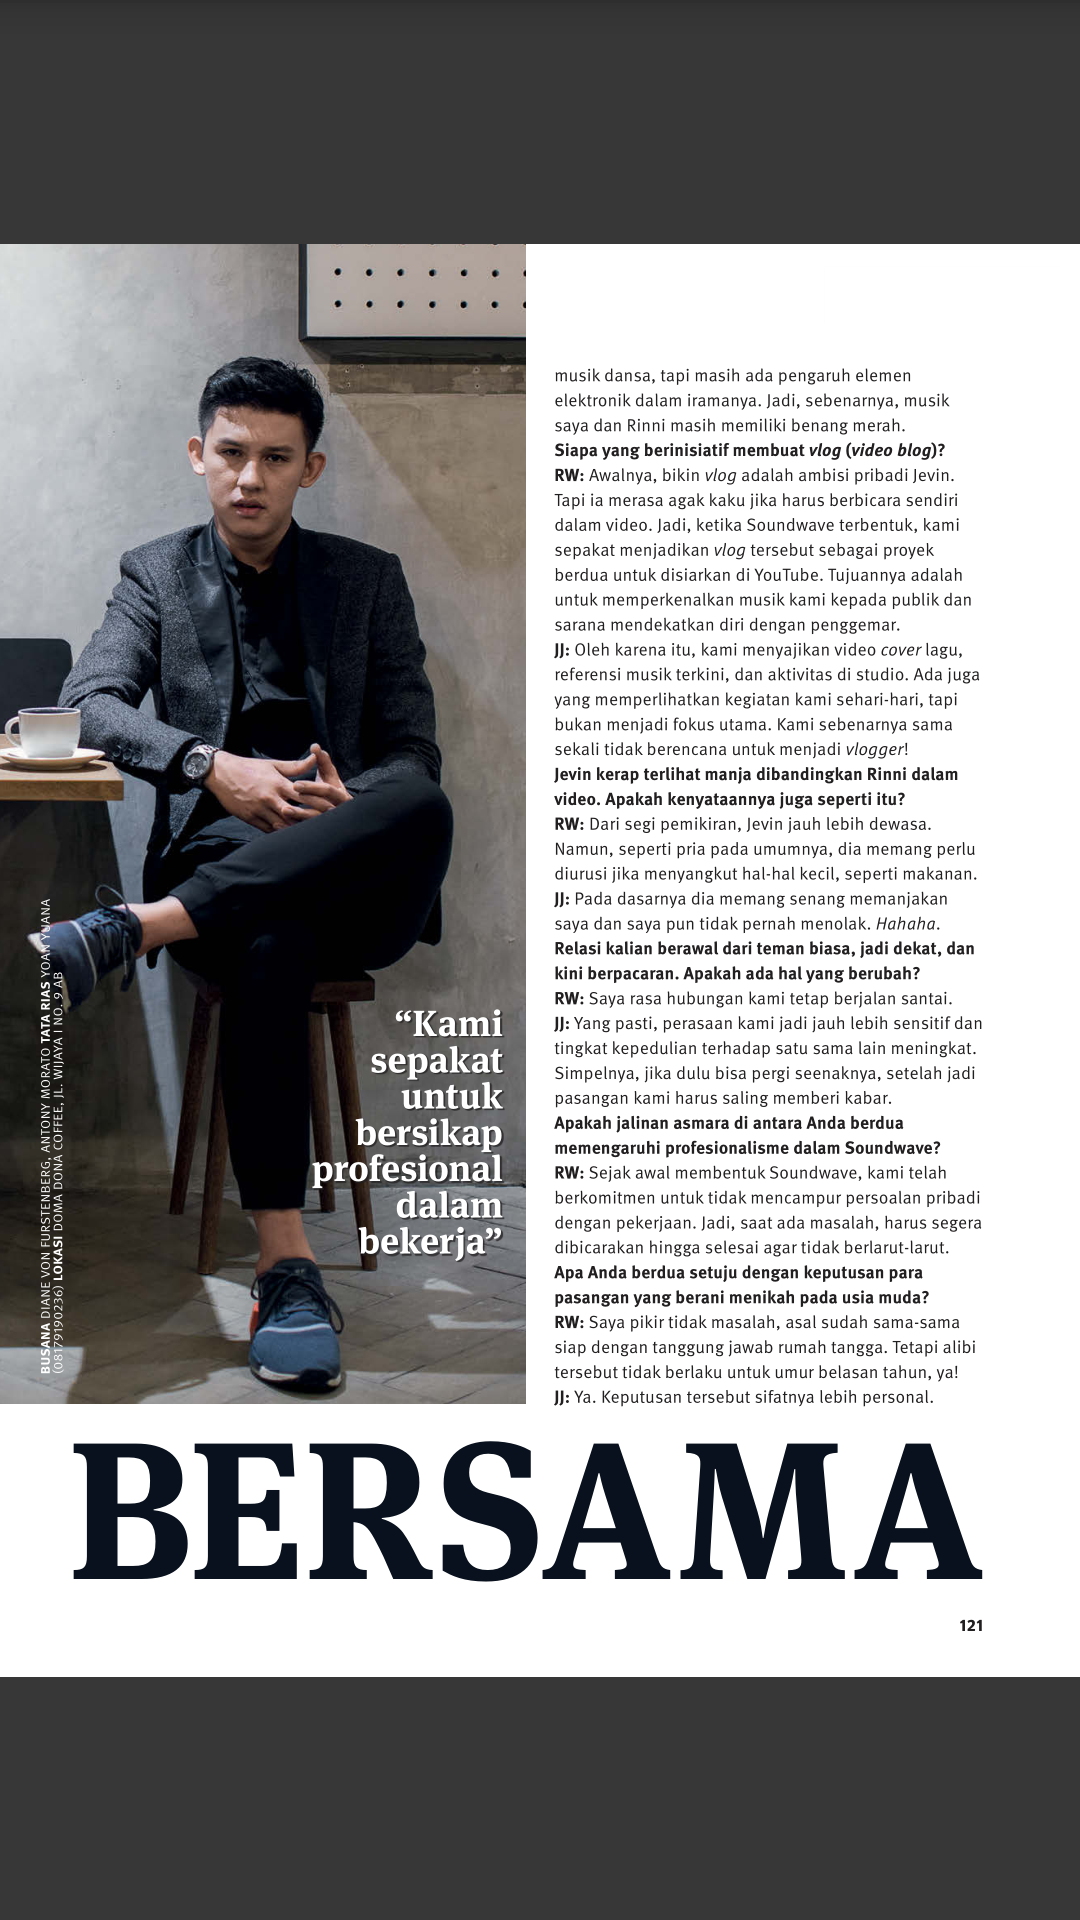 musik dansa, tapi masih ada pengaruh elemen
elektronik dalam iramanya. Jadi, sebenarnya, musik
saya dan Rinni masih memiliki benang merah.
Siapa yang berinisiatif membuat vlog (video blog)?
RW: Awalnya, bikin vlog adalah ambisi pribadi Jevin.
Tapi ia merasa agak kaku jika harus berbicara sendiri
dalam video. Jadi, ketika Soundwave terbentuk, kami
sepakat menjadikan vlog tersebut sebagai proyek
berdua untuk disiarkan di YouTube. Tujuannya adalah
untuk memperkenalkan musik kami kepada publik dan
sarana mendekatkan diri dengan penggemar.
JJ: Oleh karena itu, kami menyajikan video cover lagu,
referensi musik terkini, dan aktivitas di studio. Ada juga
yang memperlihatkan kegiatan kami sehari-hari, tapi
bukan menjadi fokus utama. Kami sebenarnya sama
sekali tidak berencana untuk menjadi vlogger!
Jevin kerap terlihat manja dibandingkan Rinni dalam
video. Apakah kenyataannya juga seperti itu?
RW: Dari segi pemikiran, Jevin jauh lebih dewasa.
Namun, seperti pria pada umumnya, dia memang perlu
diurusi jika menyangkut hal-hal kecil, seperti makanan.
JJ: Pada dasarnya dia memang senang memanjakan
saya dan saya pun tidak pernah menolak. Hahaha.
Relasi kalian berawal dari teman biasa, jadi dekat, dan
kini berpacaran. Apakah ada hal yang berubah?
RW: Saya rasa hubungan kami tetap berjalan santai.
JJ: Yang pasti, perasaan kami jadi jauh lebih sensitif dan
tingkat kepedulian terhadap satu sama lain meningkat.
Simpelnya, jika dulu bisa pergi seenaknya, setelah jadi
pasangan kami harus saling memberi kabar.
Apakah jalinan asmara di antara Anda berdua
memengaruhi profesionalisme dalam Soundwave?
RW: Sejak awal membentuk Soundwave, kami telah
berkomitmen untuk tidak mencampur persoalan pribadi
dengan pekerjaan. Jadi, saat ada masalah, harus segera
dibicarakan hingga selesai agar tidak berlarut-larut.
Apa Anda berdua setuju dengan keputusan para
pasangan yang berani menikah pada usia muda?
RW: Saya pikir tidak masalah, asal sudah sama-sama
siap dengan tanggung jawab rumah tangga. Tetapi alibi
tersebut tidak berlaku untuk umur belasan tahun, ya!
JJ: Ya. Keputusan tersebut sifatnya lebih personal.
“Kami
sepakat
untuk
bersikap
profesional
dalam
bekerja”
BUSANA DIANE VON FURSTENBERG, ANTONY MORATO TATA RIAS YOAN YUANA
(08179190236) LOKASI DOMA DONA COFFEE, JL. WIJAYA I NO. 9 AB
BERSAMA
121